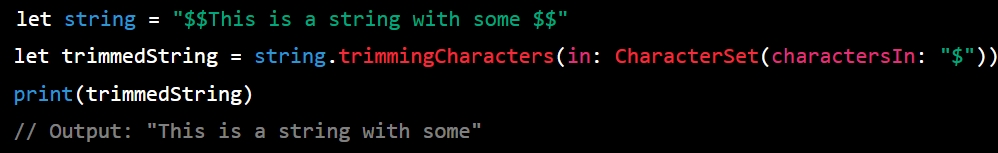 let string = "$$This is a string with some $$"
let trimmedString = string.trimmingCharacters(in: CharacterSet(charactersIn: "$"))
print(trimmedString)
// Output: "This is a string with some"